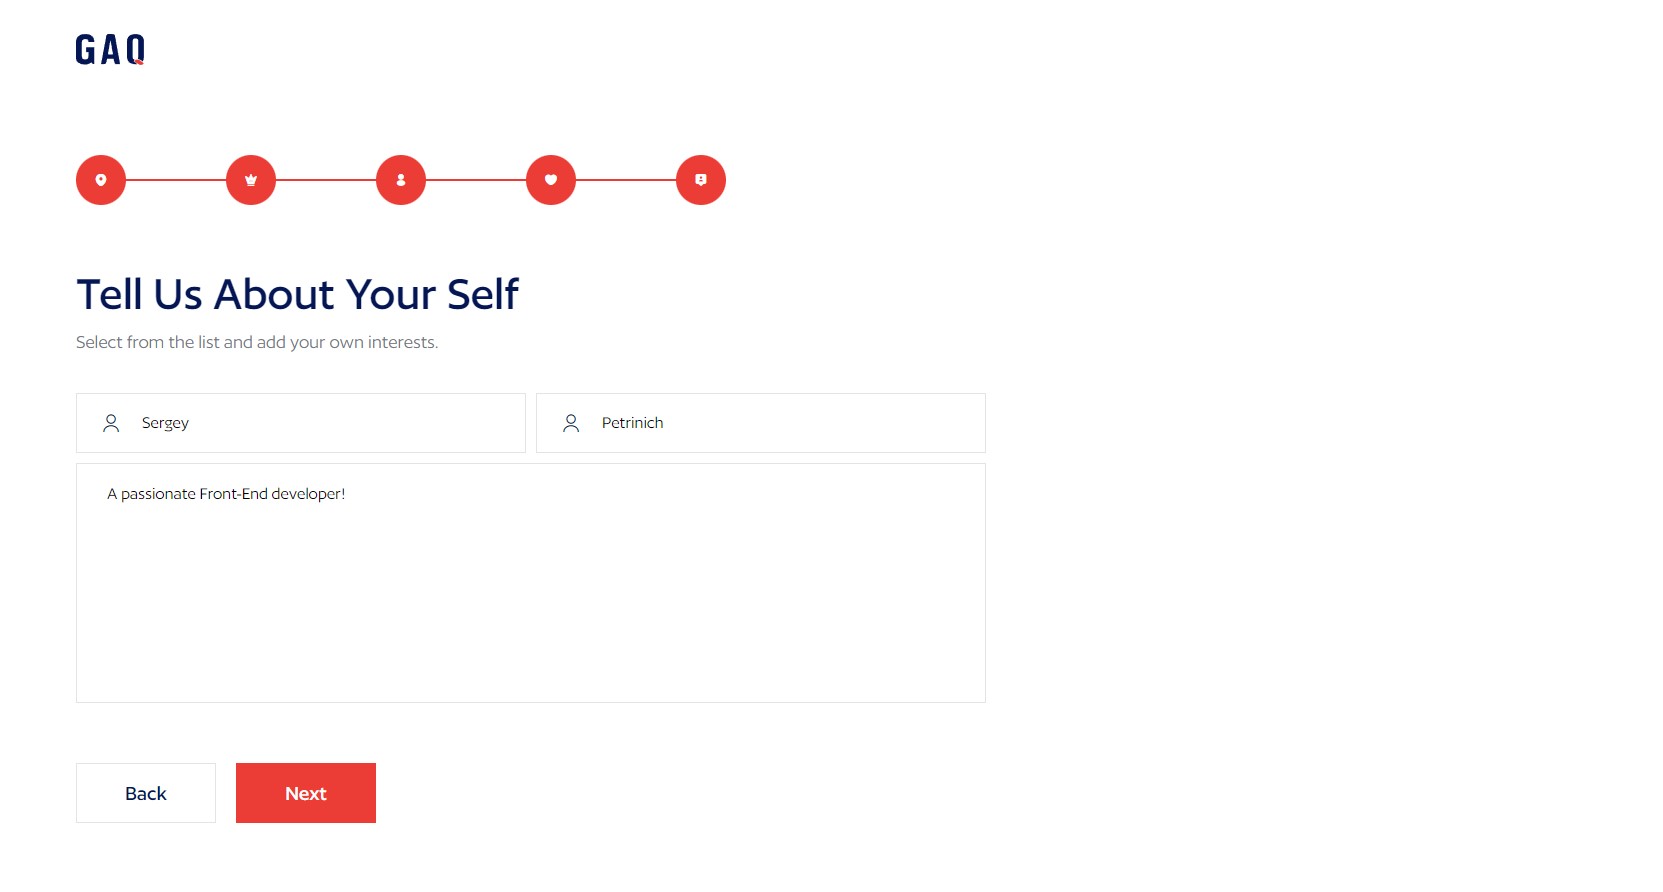 GAQ
Tell Us About Your Self
Select from the list and add your own interests.
Sergey
Petrinich
A passionate Front-End developer!
Back
Next